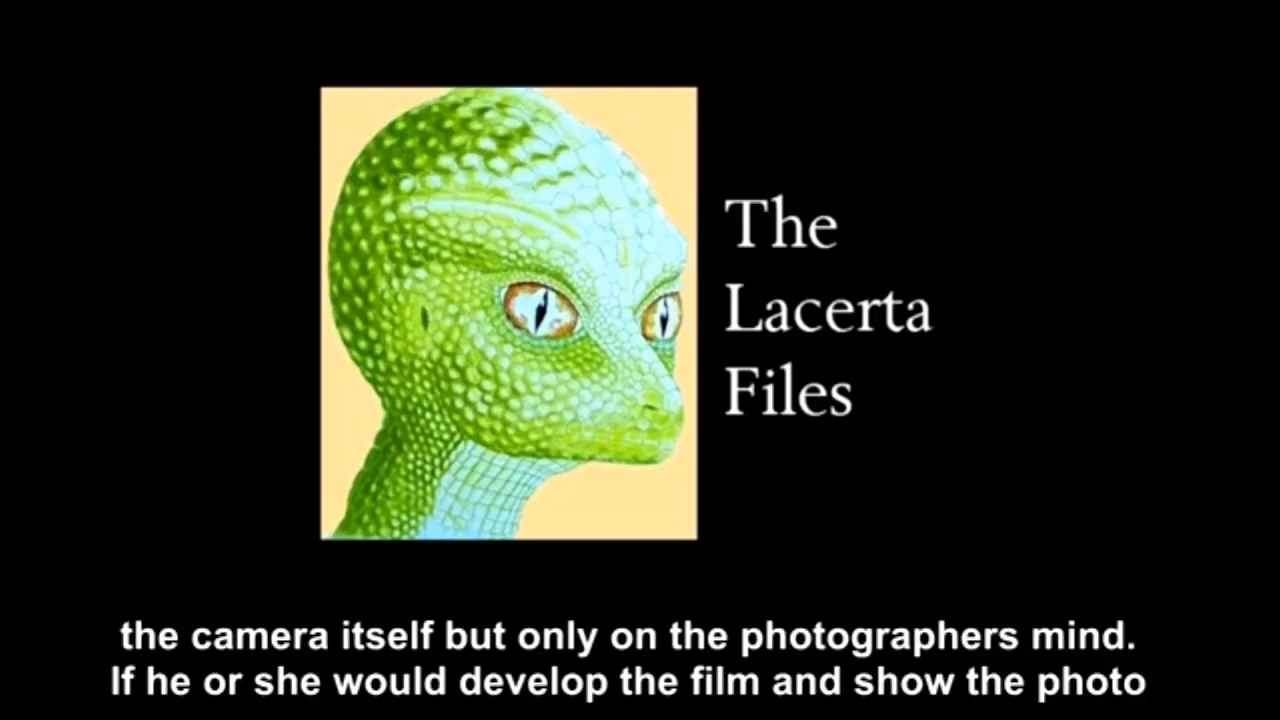 The
Lacerta
Files
the camera itself but only on the photographers mind.
If he or she would develop the film and show the photo